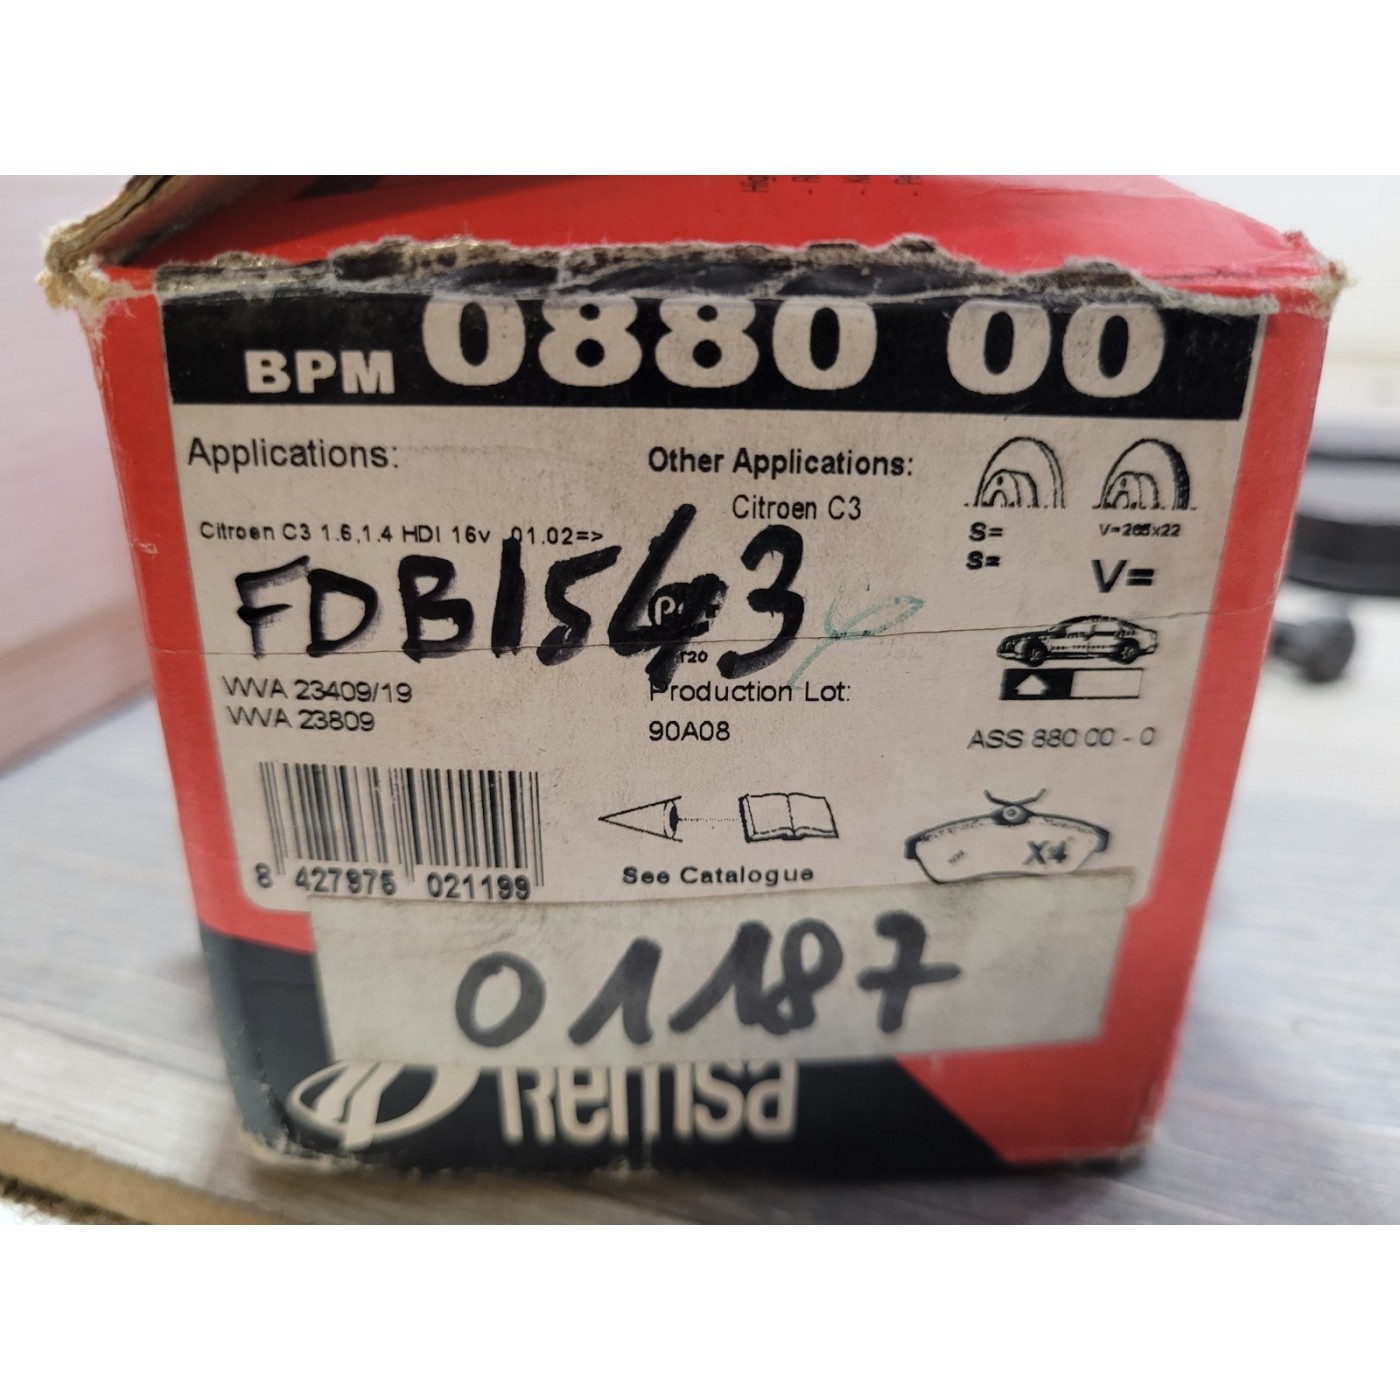 BPM 0880 00
Applications:
Citroen C3 1.6,1.4 HDI 16v 01.02=>
Other Applications:
Citroen C3
S=
S=
V=266x22
V=
FDB1543
WVA 23409/19
WVA 23809
Production Lot:
90A08
ASS 880 00 - 0
8 427976 021199
See Catalogue
X4
01187
Remsa